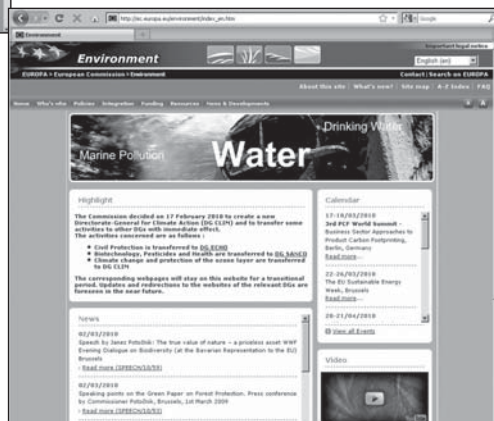 http://ec.europa.eu/environment/index_en.htm
Google
Environment
Important legal notice
Environment
English (en)
EUROPA > European Commission > Environment
Contact | Search on EUROPA
About this site | What's new? | Site map | A-Z Index | FAQ
Home Who's who Policies Integration Funding Resources News & Developments
Marine Pollution
Water
Drinking Water
Highlight
The Commission decided on 17 February 2010 to create a new
Directorate-General for Climate Action (DG CLIM) and to transfer some
activities to other DGs with immediate effect.
The activities concerned are as follows :
Civil Protection is transferred to DG ECHO
Biotechnology, Pesticides and Health are transferred to DG SANCO
Climate change and protection of the ozone layer are transferred
to DG CLIM
The corresponding webpages will stay on this website for a transitional
period. Updates and redirections to the websites of the relevant DGs are
foreseen in the near future.
News
02/03/2010
Speech by Janez Potočnik: The true value of nature – a priceless asset WWF
Evening Dialogue on Biodiversity (at the Bavarian Representation to the EU)
Brussels
› Read more (SPEECH/10/59)
02/03/2010
Speaking points on the Green Paper on Forest Protection. Press conference
by Commissioner Potočnik, Brussels, 1st March 2009
› Read more (SPEECH/10/53)
Calendar
17-19/03/2010
3rd PCF World Summit -
Business Sector Approaches to
Product Carbon Footprinting,
Berlin, Germany
Read more...
22-26/03/2010
The EU Sustainable Energy
Week, Brussels
Read more...
20-21/04/2010
View all Events
Video